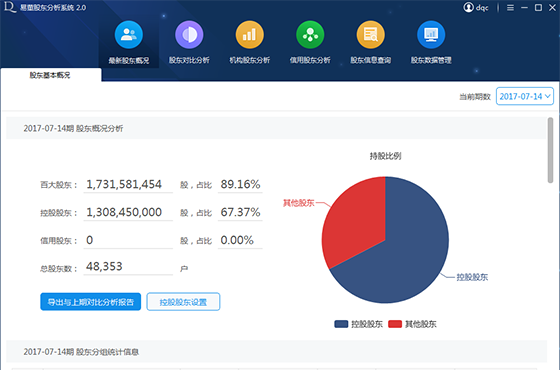 易董股东分析系统 2.0
dqc
最新股东概况
股东对比分析
机构股东分析
信用股东分析
股东信息查询
股东数据管理
股东基本概况
当前期数 2017-07-14
2017-07-14期 股东概况分析
持股比例
百大股东： 1,731,581,454 股，占比 89.16%
控股股东： 1,308,450,000 股，占比 67.37%
信用股东： 0 股，占比 0.00%
总股东数： 48,353 户
其他股东
控股股东
导出与上期对比分析报告
控股股东设置
控股股东 其他股东
2017-07-14期 股东分组统计信息